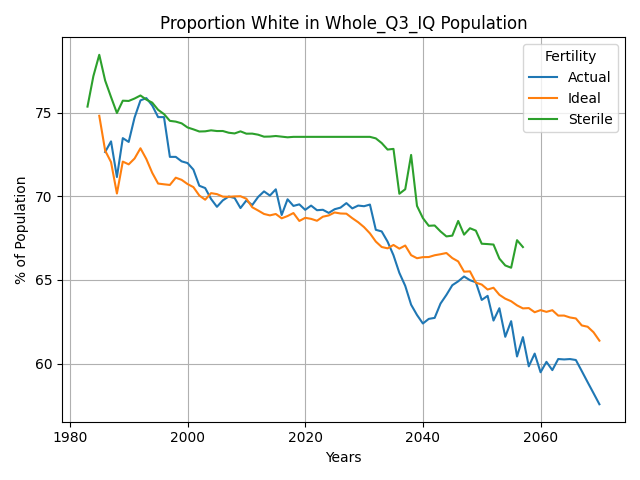 Proportion White in Whole_Q3_IQ Population
Fertility
Actual
Ideal
Sterile
% of Population
75
70
65
60
1980
2000
2020
2040
2060
Years